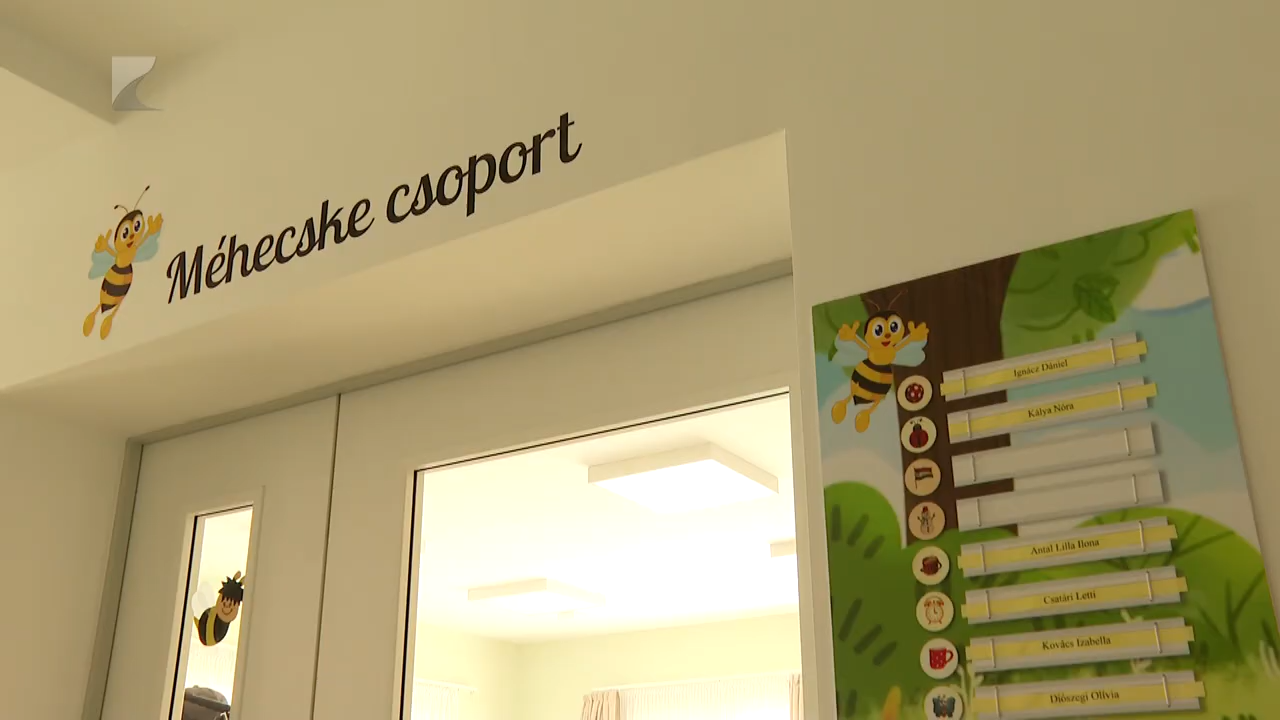 Méhecske csoport
Ignácz Dániel
Kálya Nóra
Antal Lilla Ilona
Csatári Letti
Kovács Izabella
Diószegi Olívia